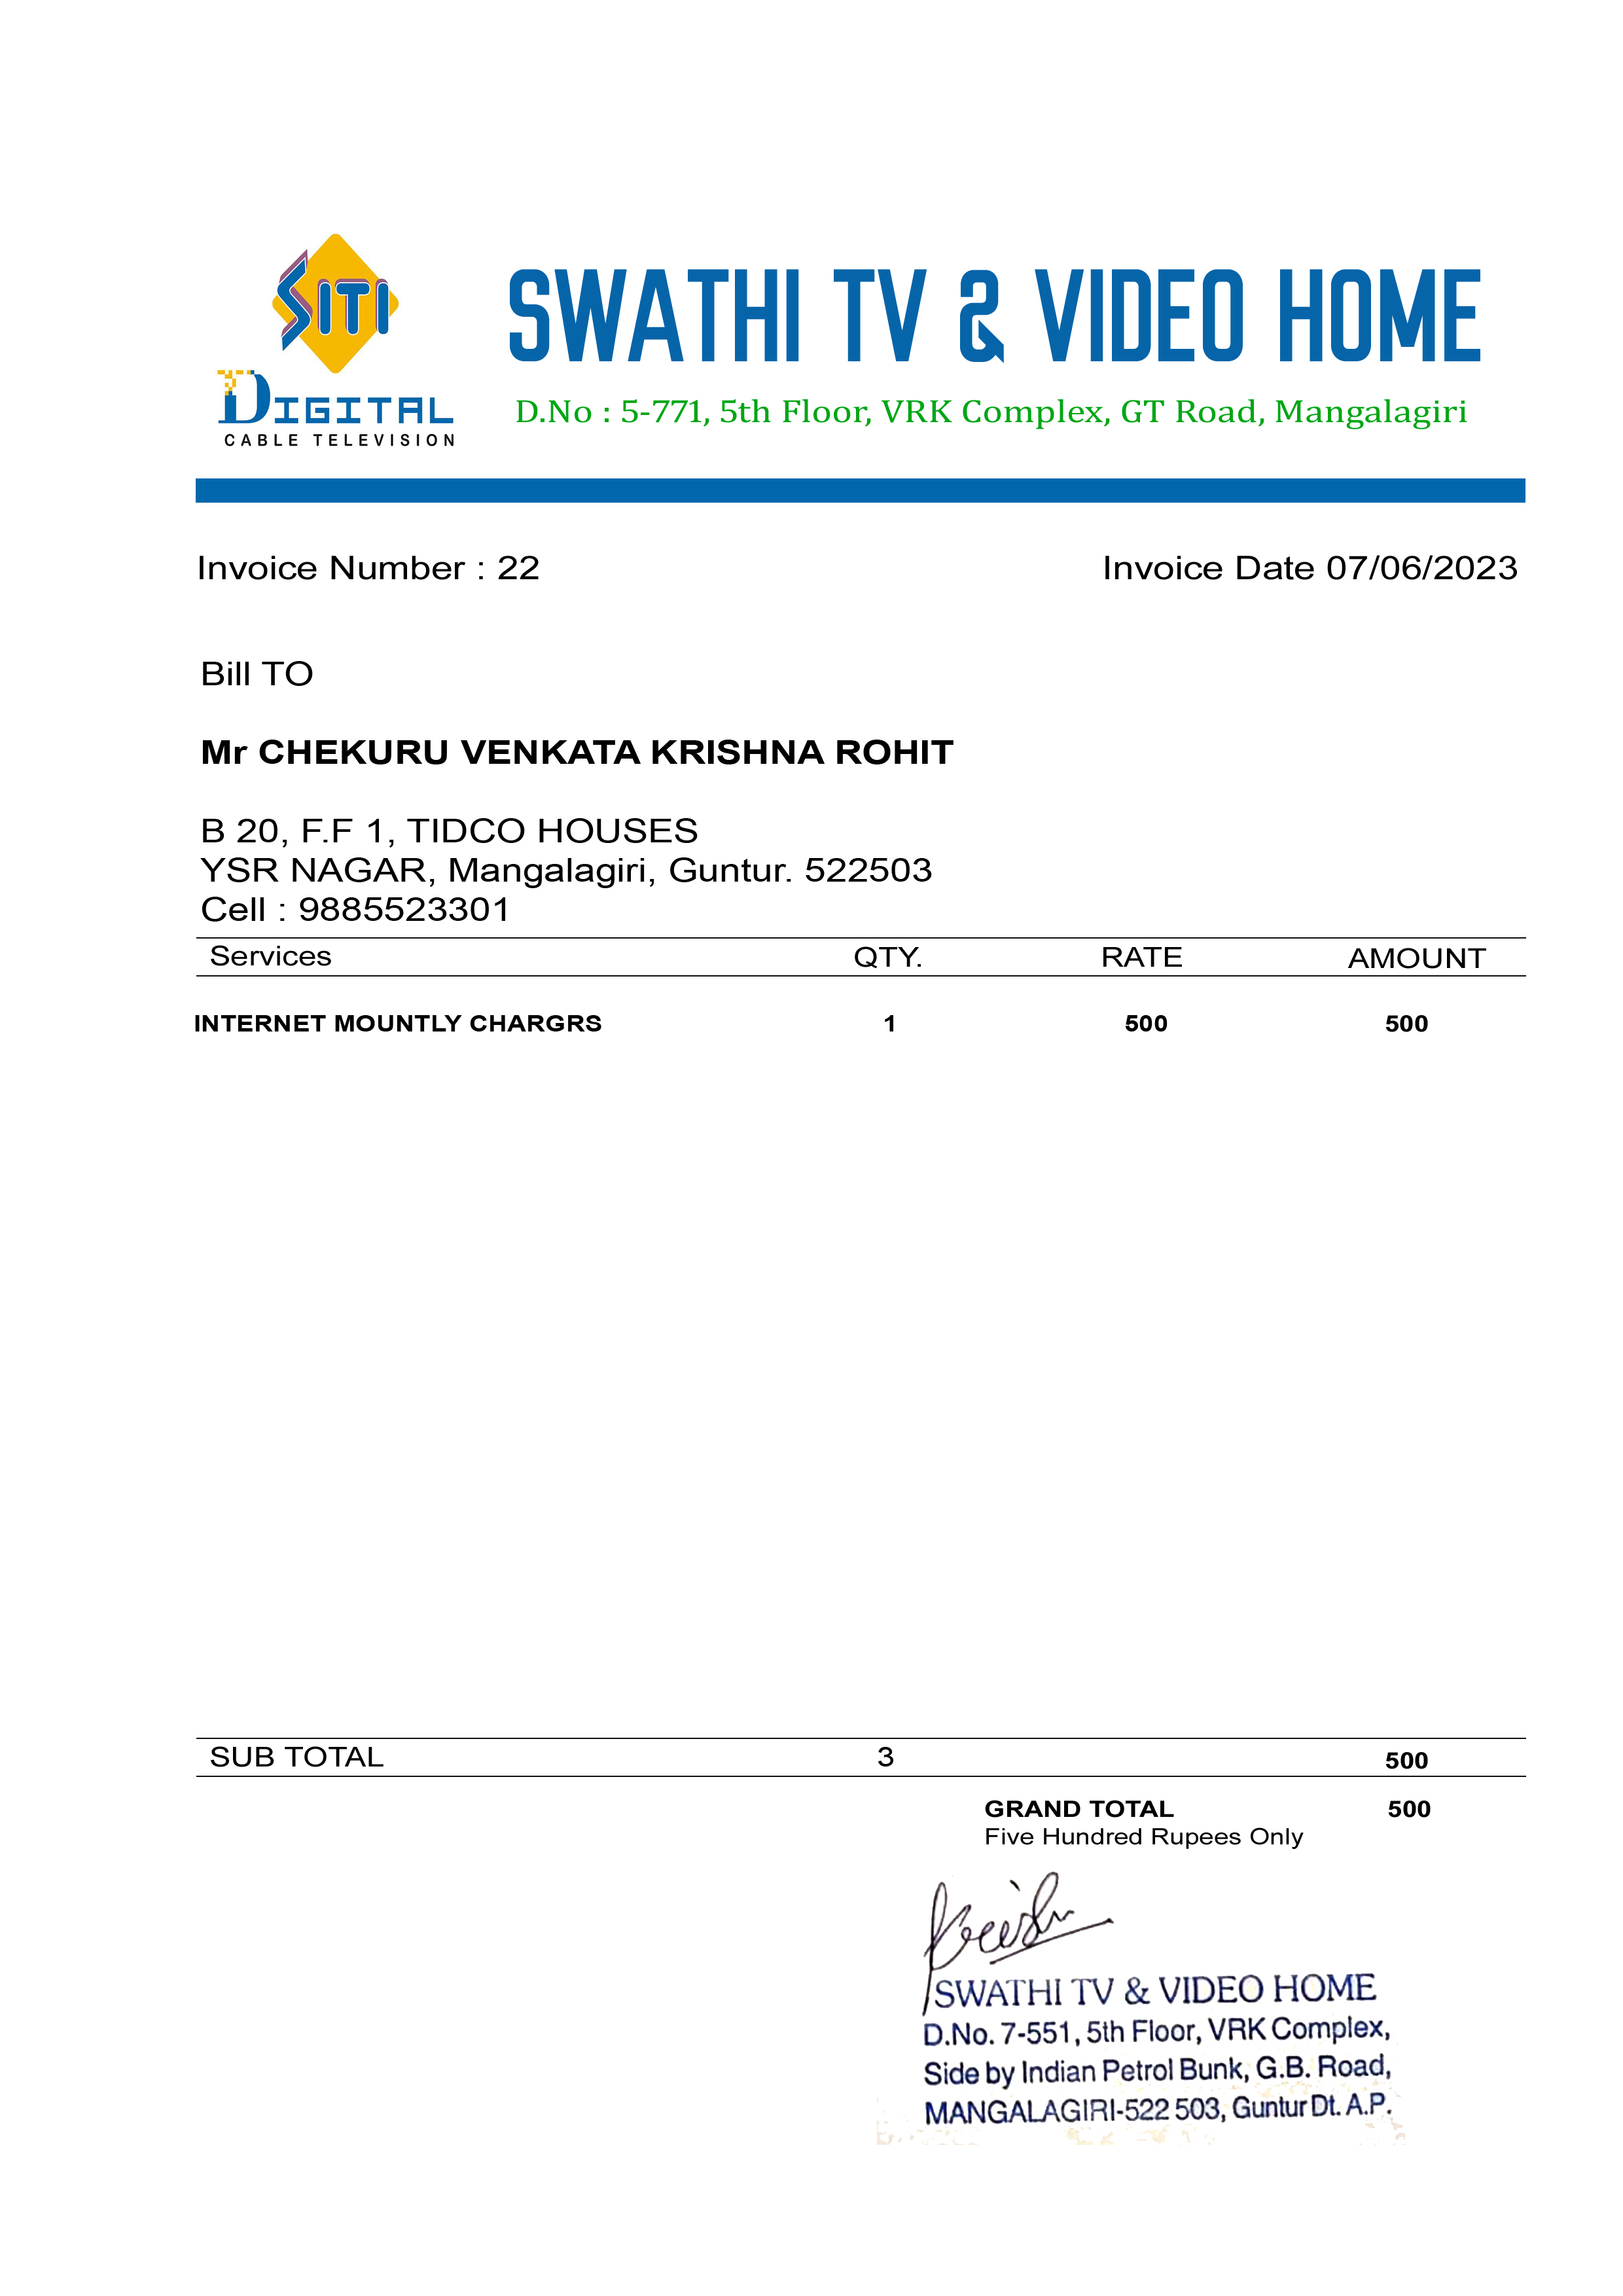 SITI
DIGITAL
CABLE TELEVISION
SWATHI TV & VIDEO HOME
D.No : 5-771, 5th Floor, VRK Complex, GT Road, Mangalagiri
Invoice Number : 22 Invoice Date 07/06/2023
Bill TO
Mr CHEKURU VENKATA KRISHNA ROHIT
B 20, F.F 1, TIDCO HOUSES
YSR NAGAR, Mangalagiri, Guntur. 522503
Cell : 9885523301
Services QTY. RATE AMOUNT
INTERNET MOUNTLY CHARGRS 1 500 500
SUB TOTAL 3 500
GRAND TOTAL 500
Five Hundred Rupees Only
SWATHI TV & VIDEO HOME
D.No. 7-551, 5th Floor, VRK Complex,
Side by Indian Petrol Bunk, G.B. Road,
MANGALAGIRI-522 503, Guntur Dt. A.P.